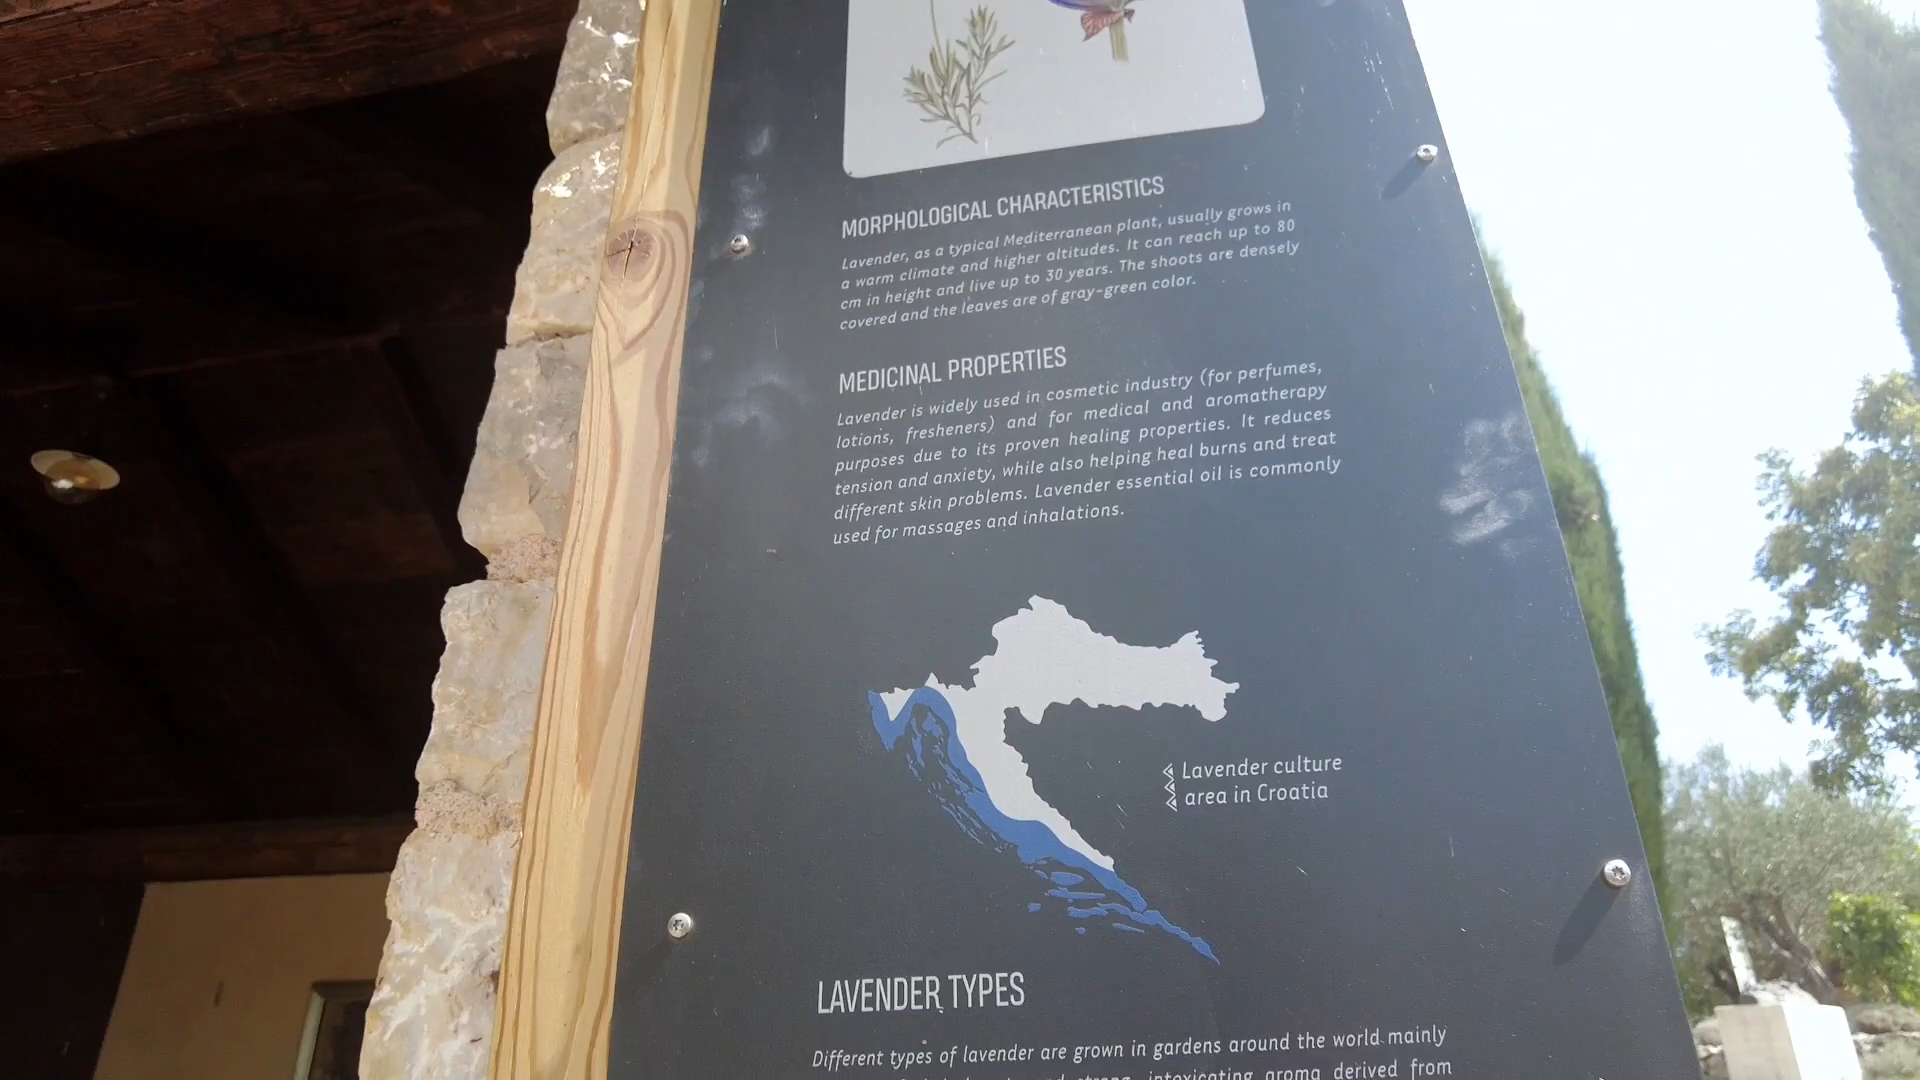 MORPHOLOGICAL CHARACTERISTICS
Lavender, as a typical Mediterranean plant, usually grows in
a warm climate and higher altitudes. It can reach up to 80
cm in height and live up to 30 years. The shoots are densely
covered and the leaves are of gray-green color.
MEDICINAL PROPERTIES
Lavender is widely used in cosmetic industry (for perfumes,
lotions, fresheners) and for medical and aromatherapy
purposes due to its proven healing properties. It reduces
tension and anxiety, while also helping heal burns and treat
different skin problems. Lavender essential oil is commonly
used for massages and inhalations.
Lavender culture
area in Croatia
LAVENDER TYPES
Different types of lavender are grown in gardens around the world mainly
strong, intoxicating aroma derived from